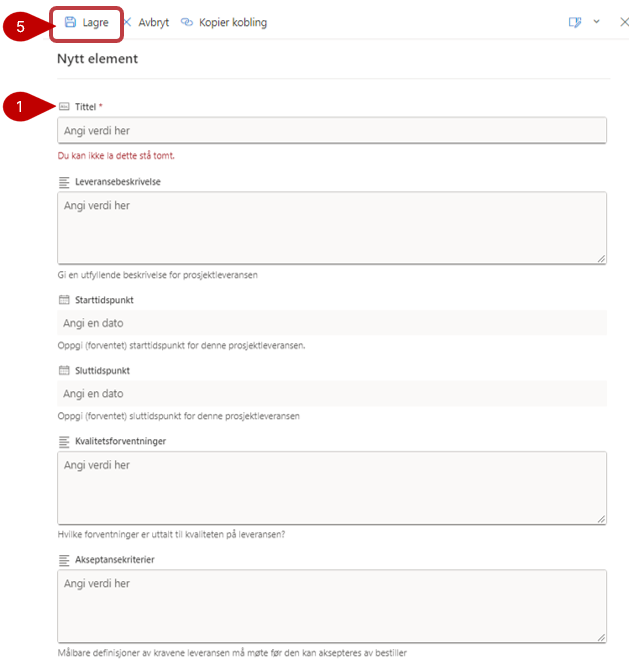 5 Lagre Avbryt Kopier kobling
Nytt element
1 Tittel *
Angi verdi her
Du kan ikke la dette stå tomt.
Leveransebeskrivelse
Angi verdi her
Gi en utfyllende beskrivelse for prosjektleveransen
Starttidspunkt
Angi en dato
Oppgi (forventet) starttidspunkt for denne prosjektleveransen.
Sluttidspunkt
Angi en dato
Oppgi (forventet) sluttidspunkt for denne prosjektleveransen
Kvalitetsforventninger
Angi verdi her
Hvilke forventninger er uttalt til kvaliteten på leveransen?
Akseptansekriterier
Angi verdi her
Målbare definisjoner av kravene leveransen må møte før den kan aksepteres av bestiller